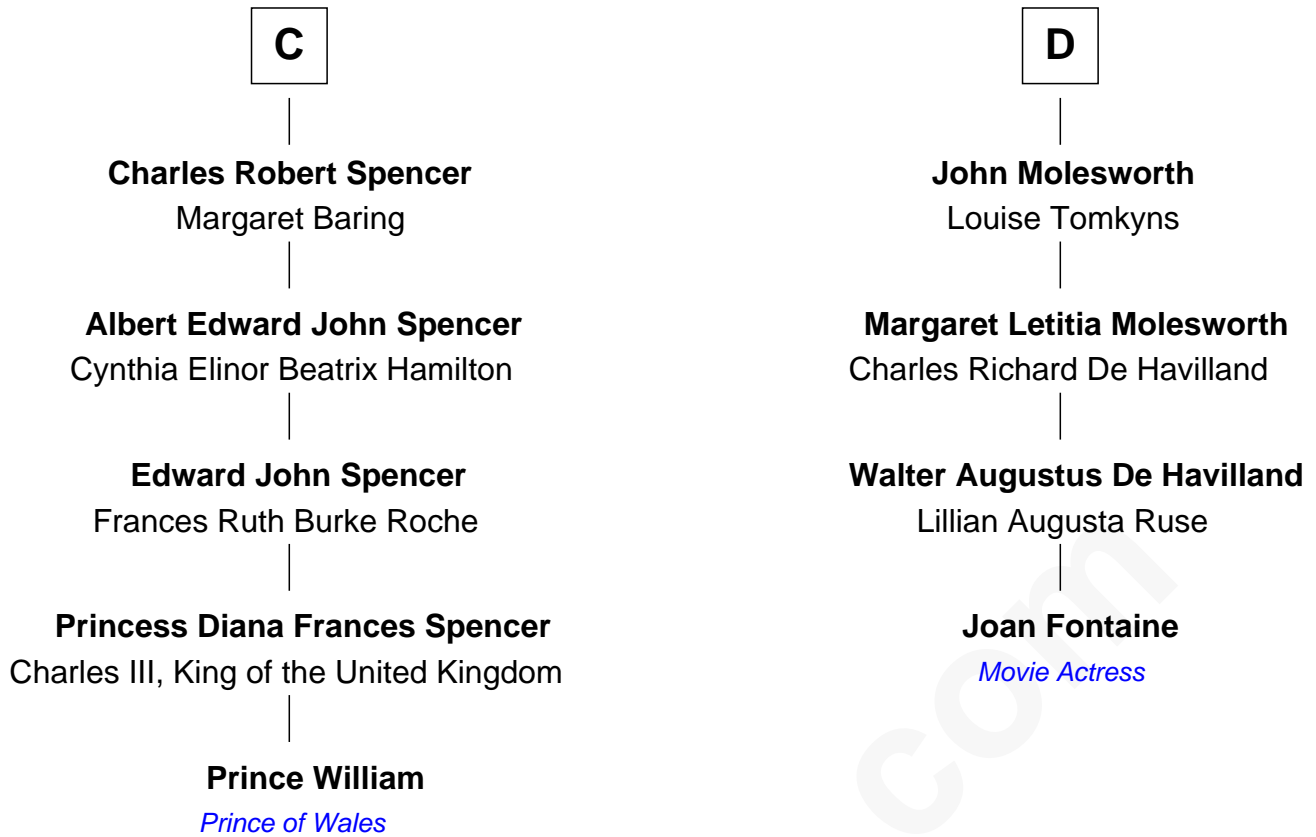 C
Charles Robert Spencer
Margaret Baring
Albert Edward John Spencer
Cynthia Elinor Beatrix Hamilton
Edward John Spencer
Frances Ruth Burke Roche
Princess Diana Frances Spencer
Charles III, King of the United Kingdom
Prince William
Prince of Wales
D
John Molesworth
Louise Tomkyns
Margaret Letitia Molesworth
Charles Richard De Havilland
Walter Augustus De Havilland
Lillian Augusta Ruse
Joan Fontaine
Movie Actress
com